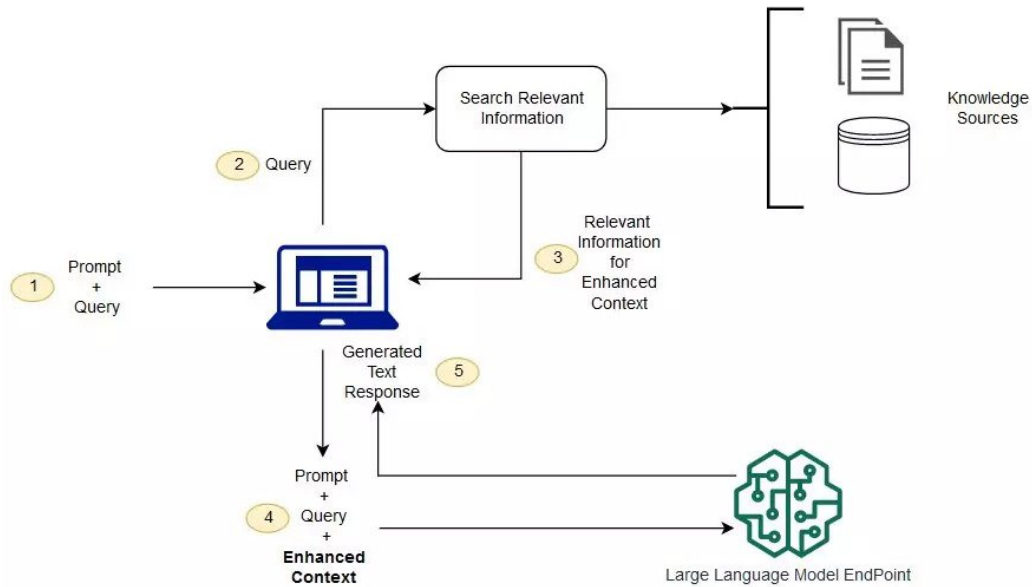 Search Relevant
Information
Knowledge
Sources
2
Query
Relevant
Information
for
Enhanced
Context
3
1
Prompt
+
Query
Generated
Text
Response
5
Prompt
+
Query
+
Enhanced
Context
4
Large Language Model EndPoint